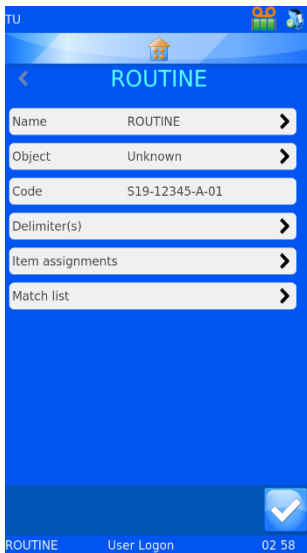 TU
ROUTINE
Name ROUTINE
Object Unknown
Code S19-12345-A-01
Delimiter(s)
Item assignments
Match list
ROUTINE User Logon 02 58